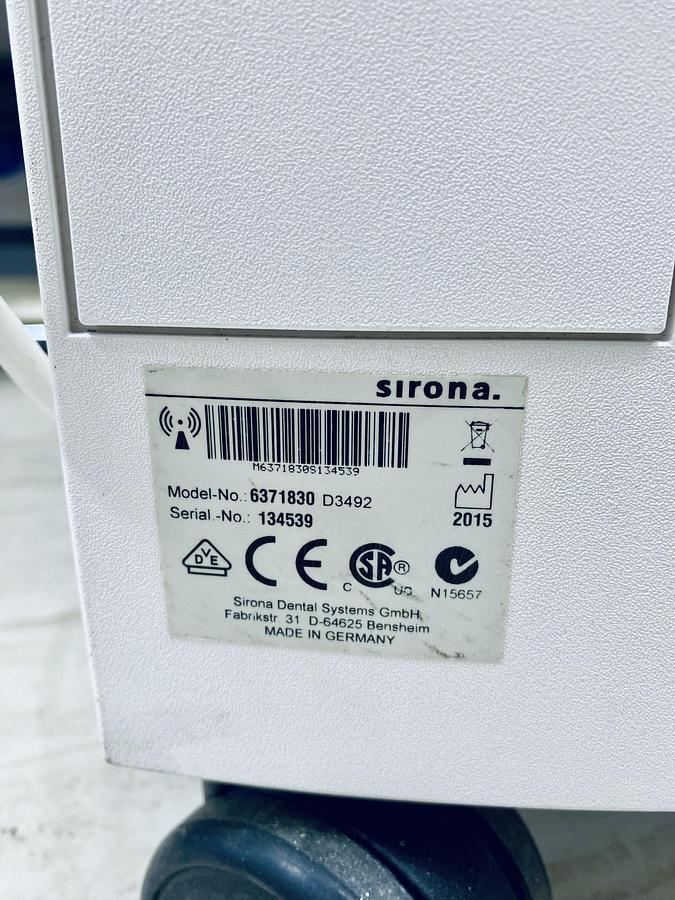 sirona.
M6371830S134539
Model-No.: 6371830 D3492
Serial.-No.: 134539
2015
DVE
CE
SA ®
C US
N15657
Sirona Dental Systems GmbH
Fabrikstr. 31 D-64625 Bensheim
MADE IN GERMANY